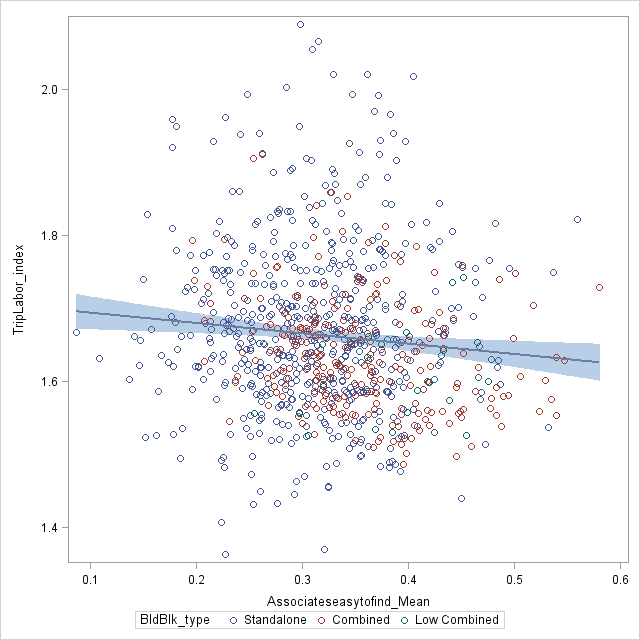 2.0
1.8
1.6
1.4
TripLabor_index
0.1 0.2 0.3 0.4 0.5 0.6
Associateseasytofind_Mean
BldBlk_type Standalone Combined Low Combined